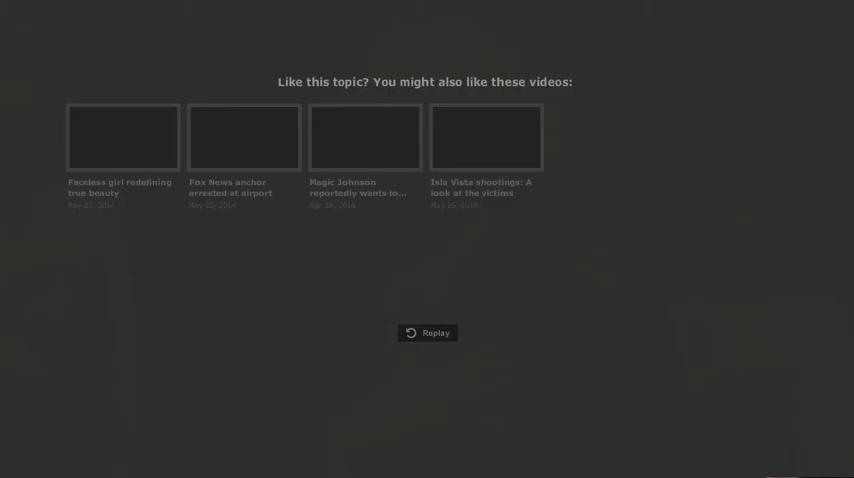 Like this topic? You might also like these videos:
Faceless girl redefining
true beauty
May 22, 2014
Fox News anchor
arrested at airport
May 22, 2014
Magic Johnson
reportedly wants to...
Apr 28, 2014
Isla Vista shootings: A
look at the victims
May 25, 2014
Replay